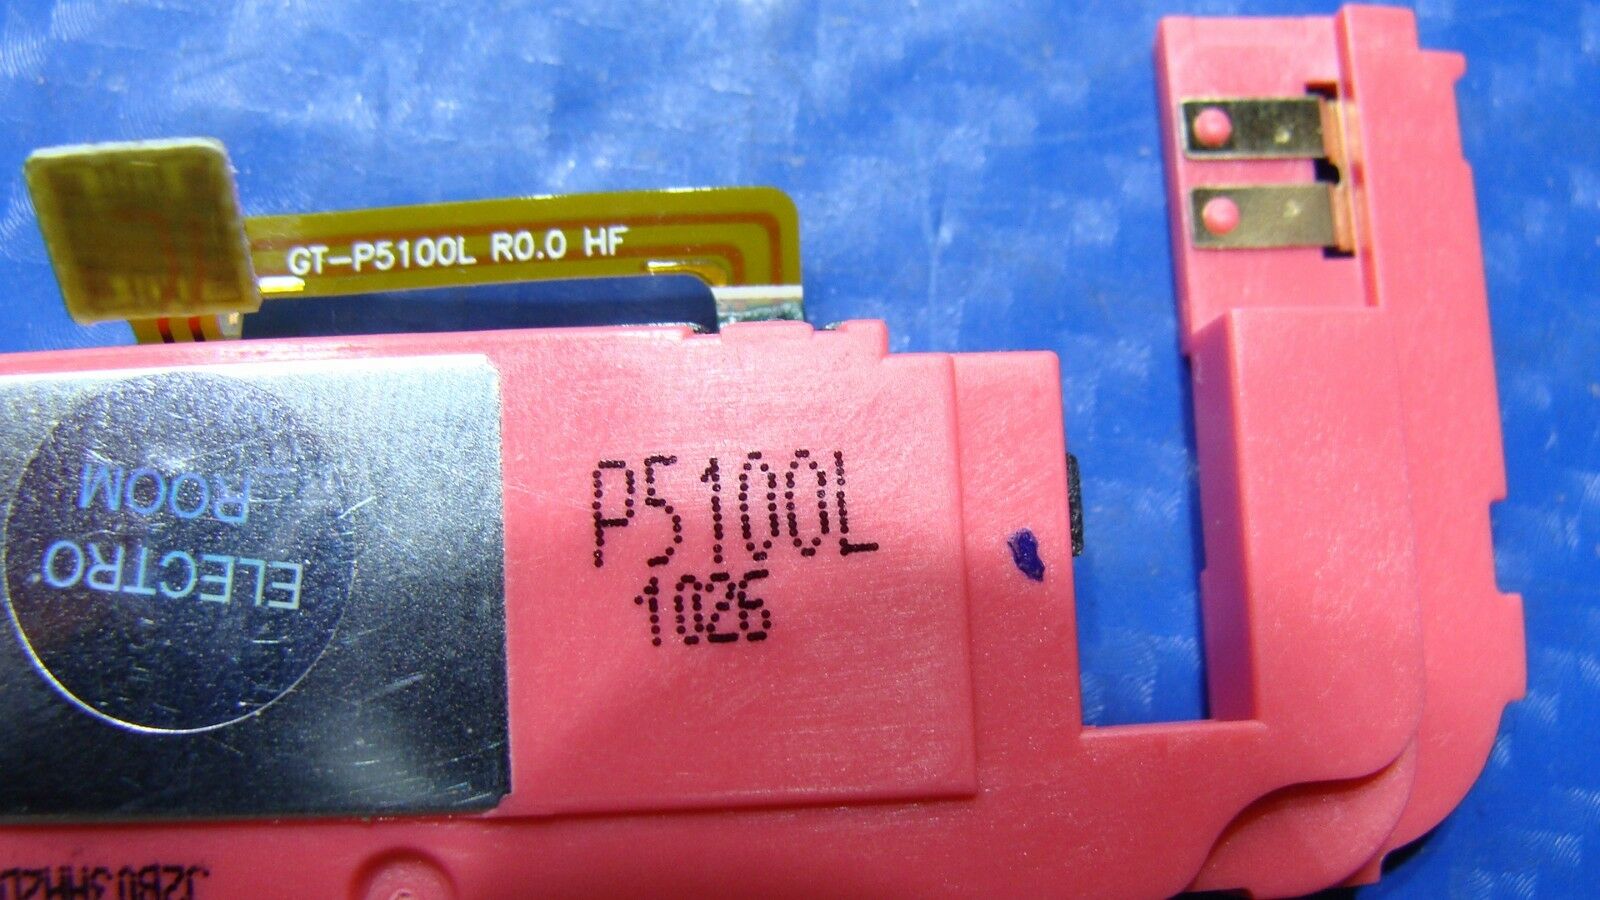 GT-P5100L R0.0 HF
P5100L
1026
ELECTRO
ROOM